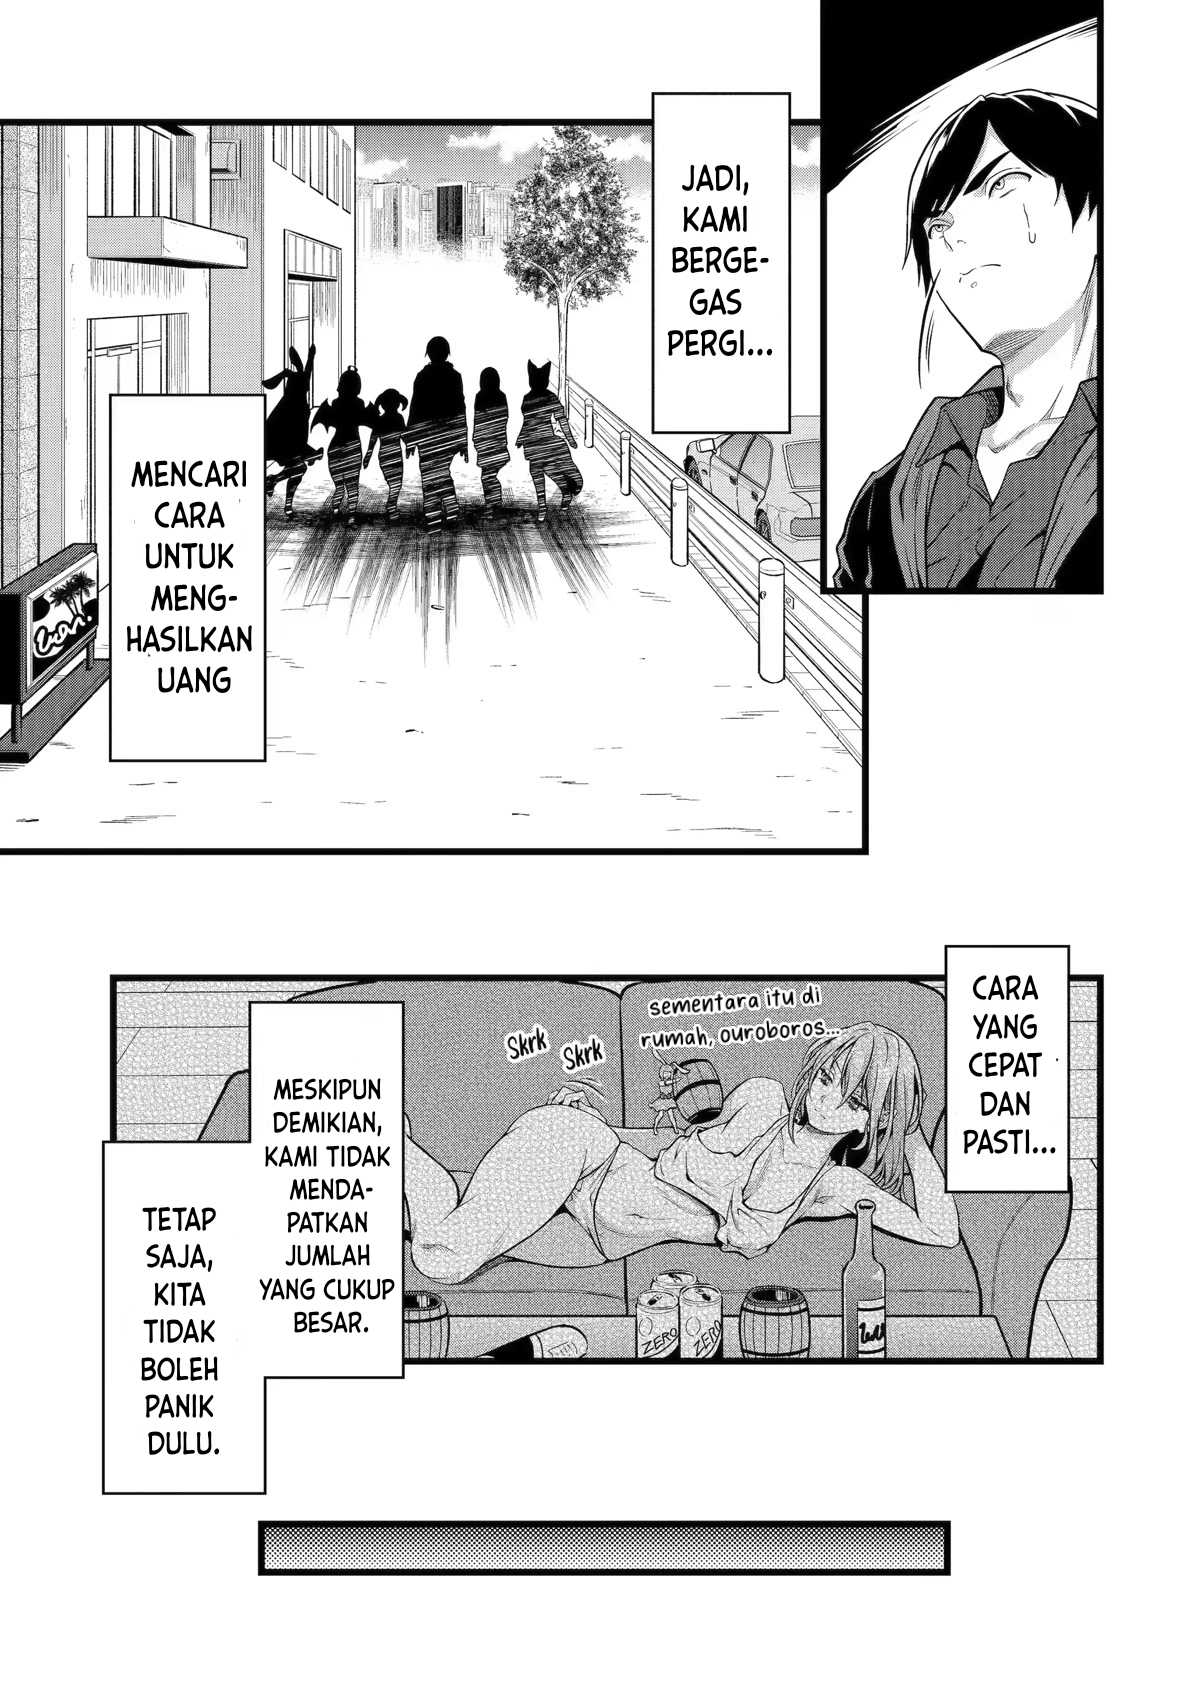 JADI,
KAMI
BERGE-
GAS
PERGI...
MENCARI
CARA
UNTUK
MENG-
HASILKAN
UANG
CARA
YANG
CEPAT
DAN
PASTI...
sementara itu di
rumah, ouroboros...
Skrk
Skrk
MESKIPUN
DEMIKIAN,
KAMI TIDAK
MENDA-
PATKAN
JUMLAH
YANG CUKUP
BESAR.
ZERO
ZERO
TETAP
SAJA,
KITA
TIDAK
BOLEH
PANIK
DULU.